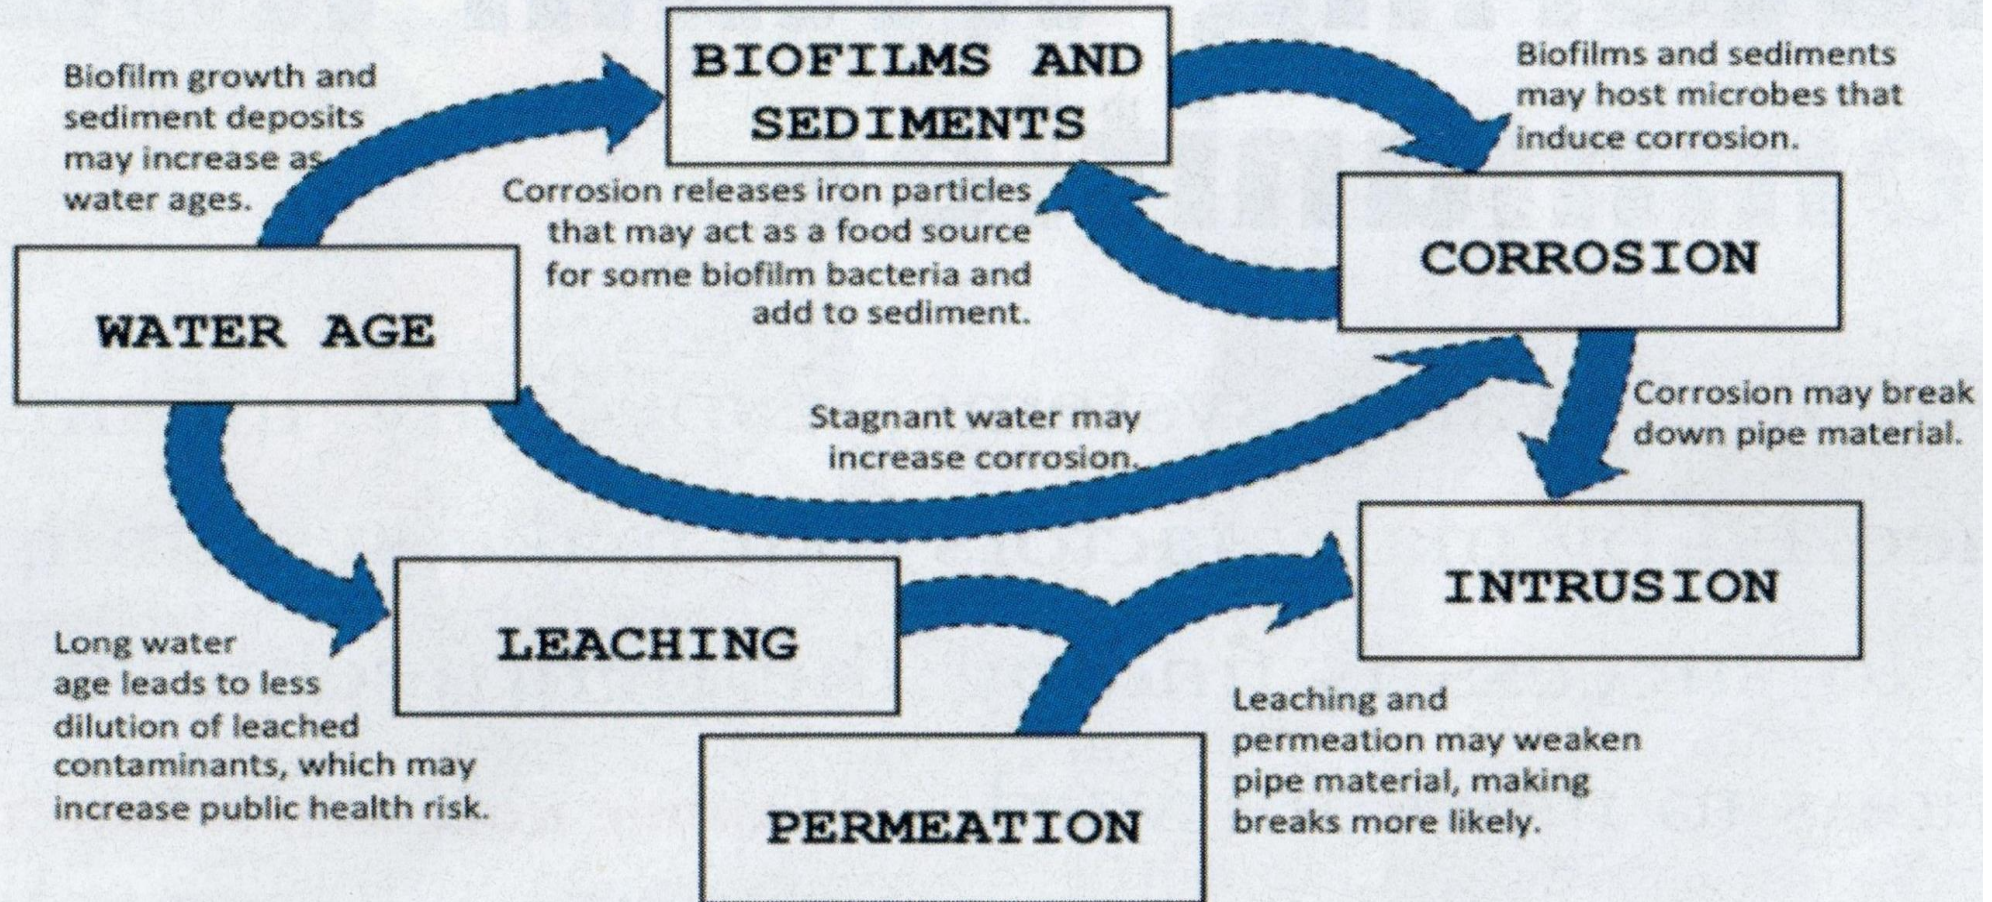 Biofilm growth and
sediment deposits
may increase as
water ages.
BIOFILMS AND
SEDIMENTS
Biofilms and sediments
may host microbes that
induce corrosion.
Corrosion releases iron particles
that may act as a food source
for some biofilm bacteria and
add to sediment.
CORROSION
WATER AGE
Stagnant water may
increase corrosion.
Corrosion may break
down pipe material.
LEACHING
INTRUSION
Long water
age leads to less
dilution of leached
contaminants, which may
increase public health risk.
PERMEATION
Leaching and
permeation may weaken
pipe material, making
breaks more likely.